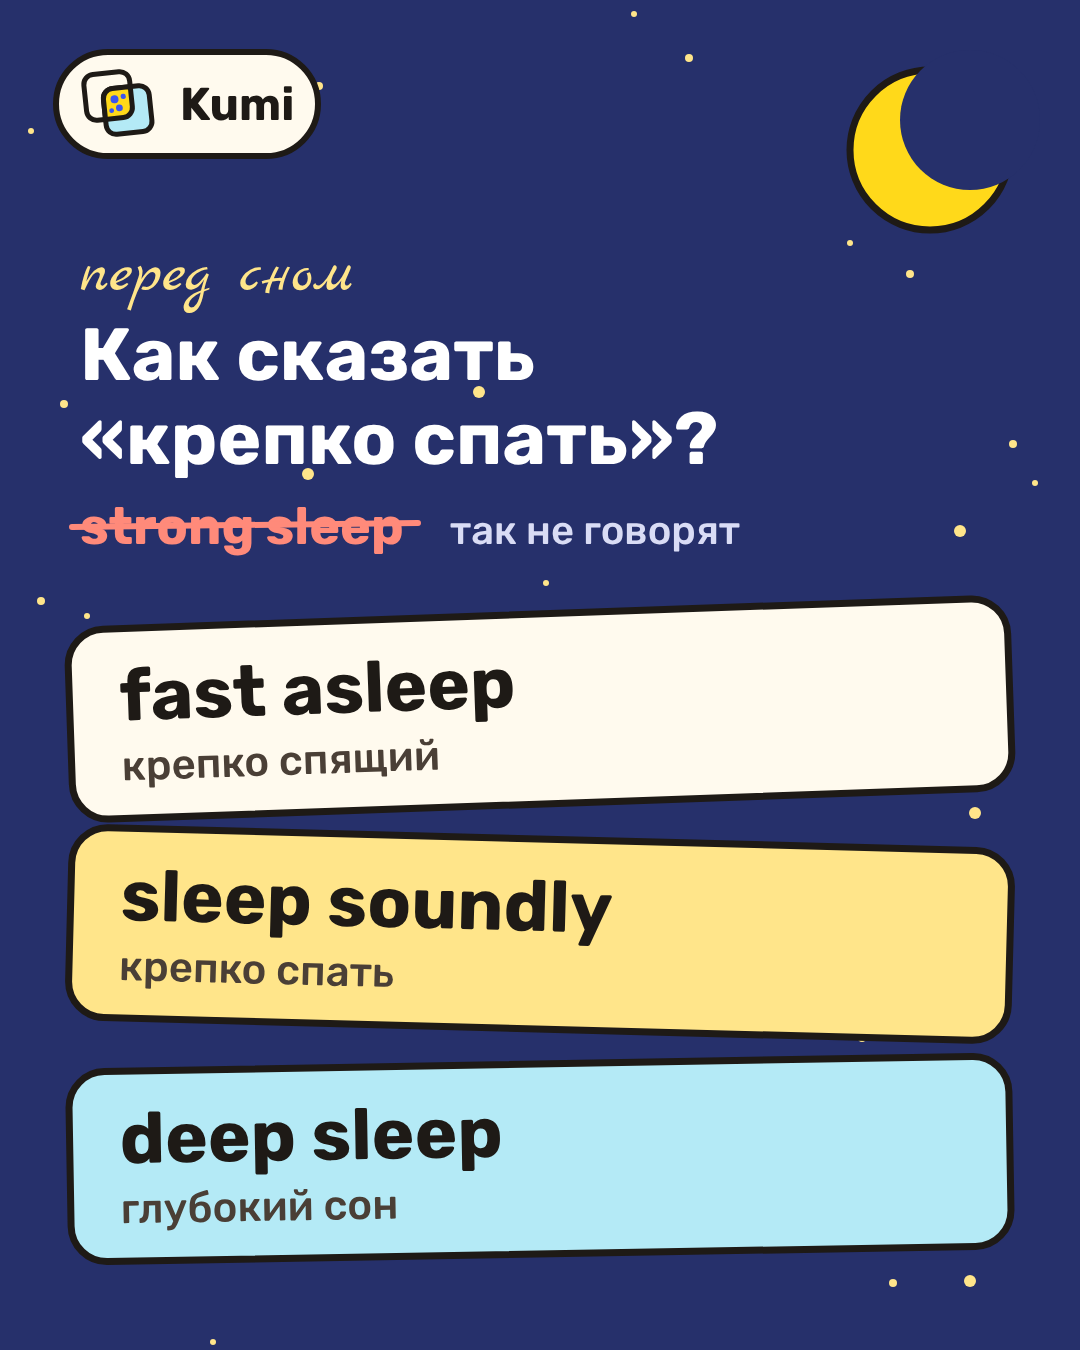 Kumi
перед сном
Как сказать
«крепко спать»?
strong sleep так не говорят
fast asleep
крепко спящий
sleep soundly
крепко спать
deep sleep
глубокий сон